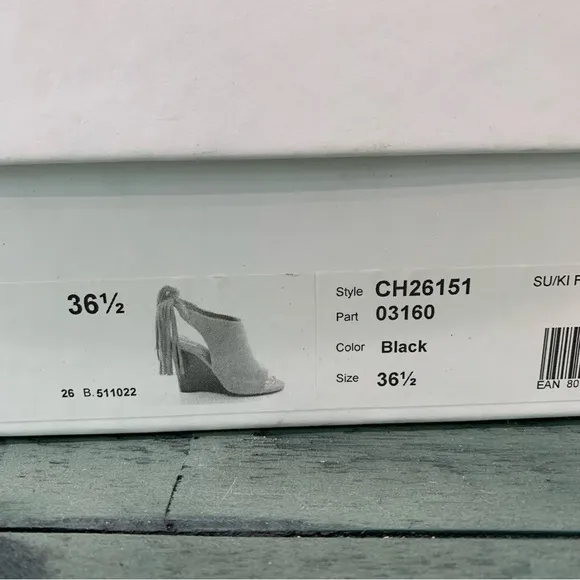 36½
26 B. 511022
Style CH26151
Part 03160
Color Black
Size 36½
SU/KI
EAN 80